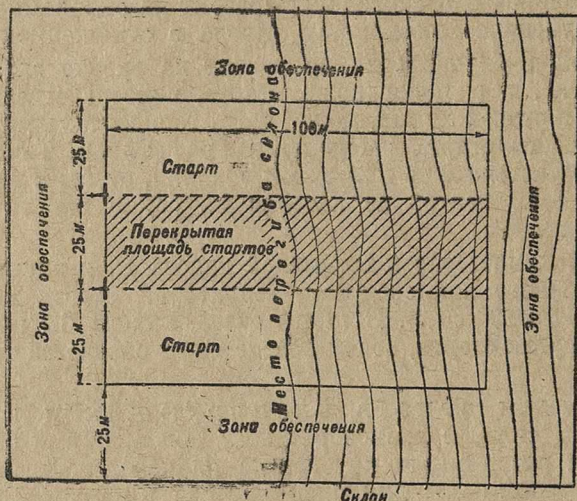 Зона обеспечения
100м
25 м
Старт
Зона обеспечения
25 м
Перекрытая
площадь стартов
Место перегиба склона
Зона обеспечения
25 м
Старт
25 м
Зона обеспечения
Склон